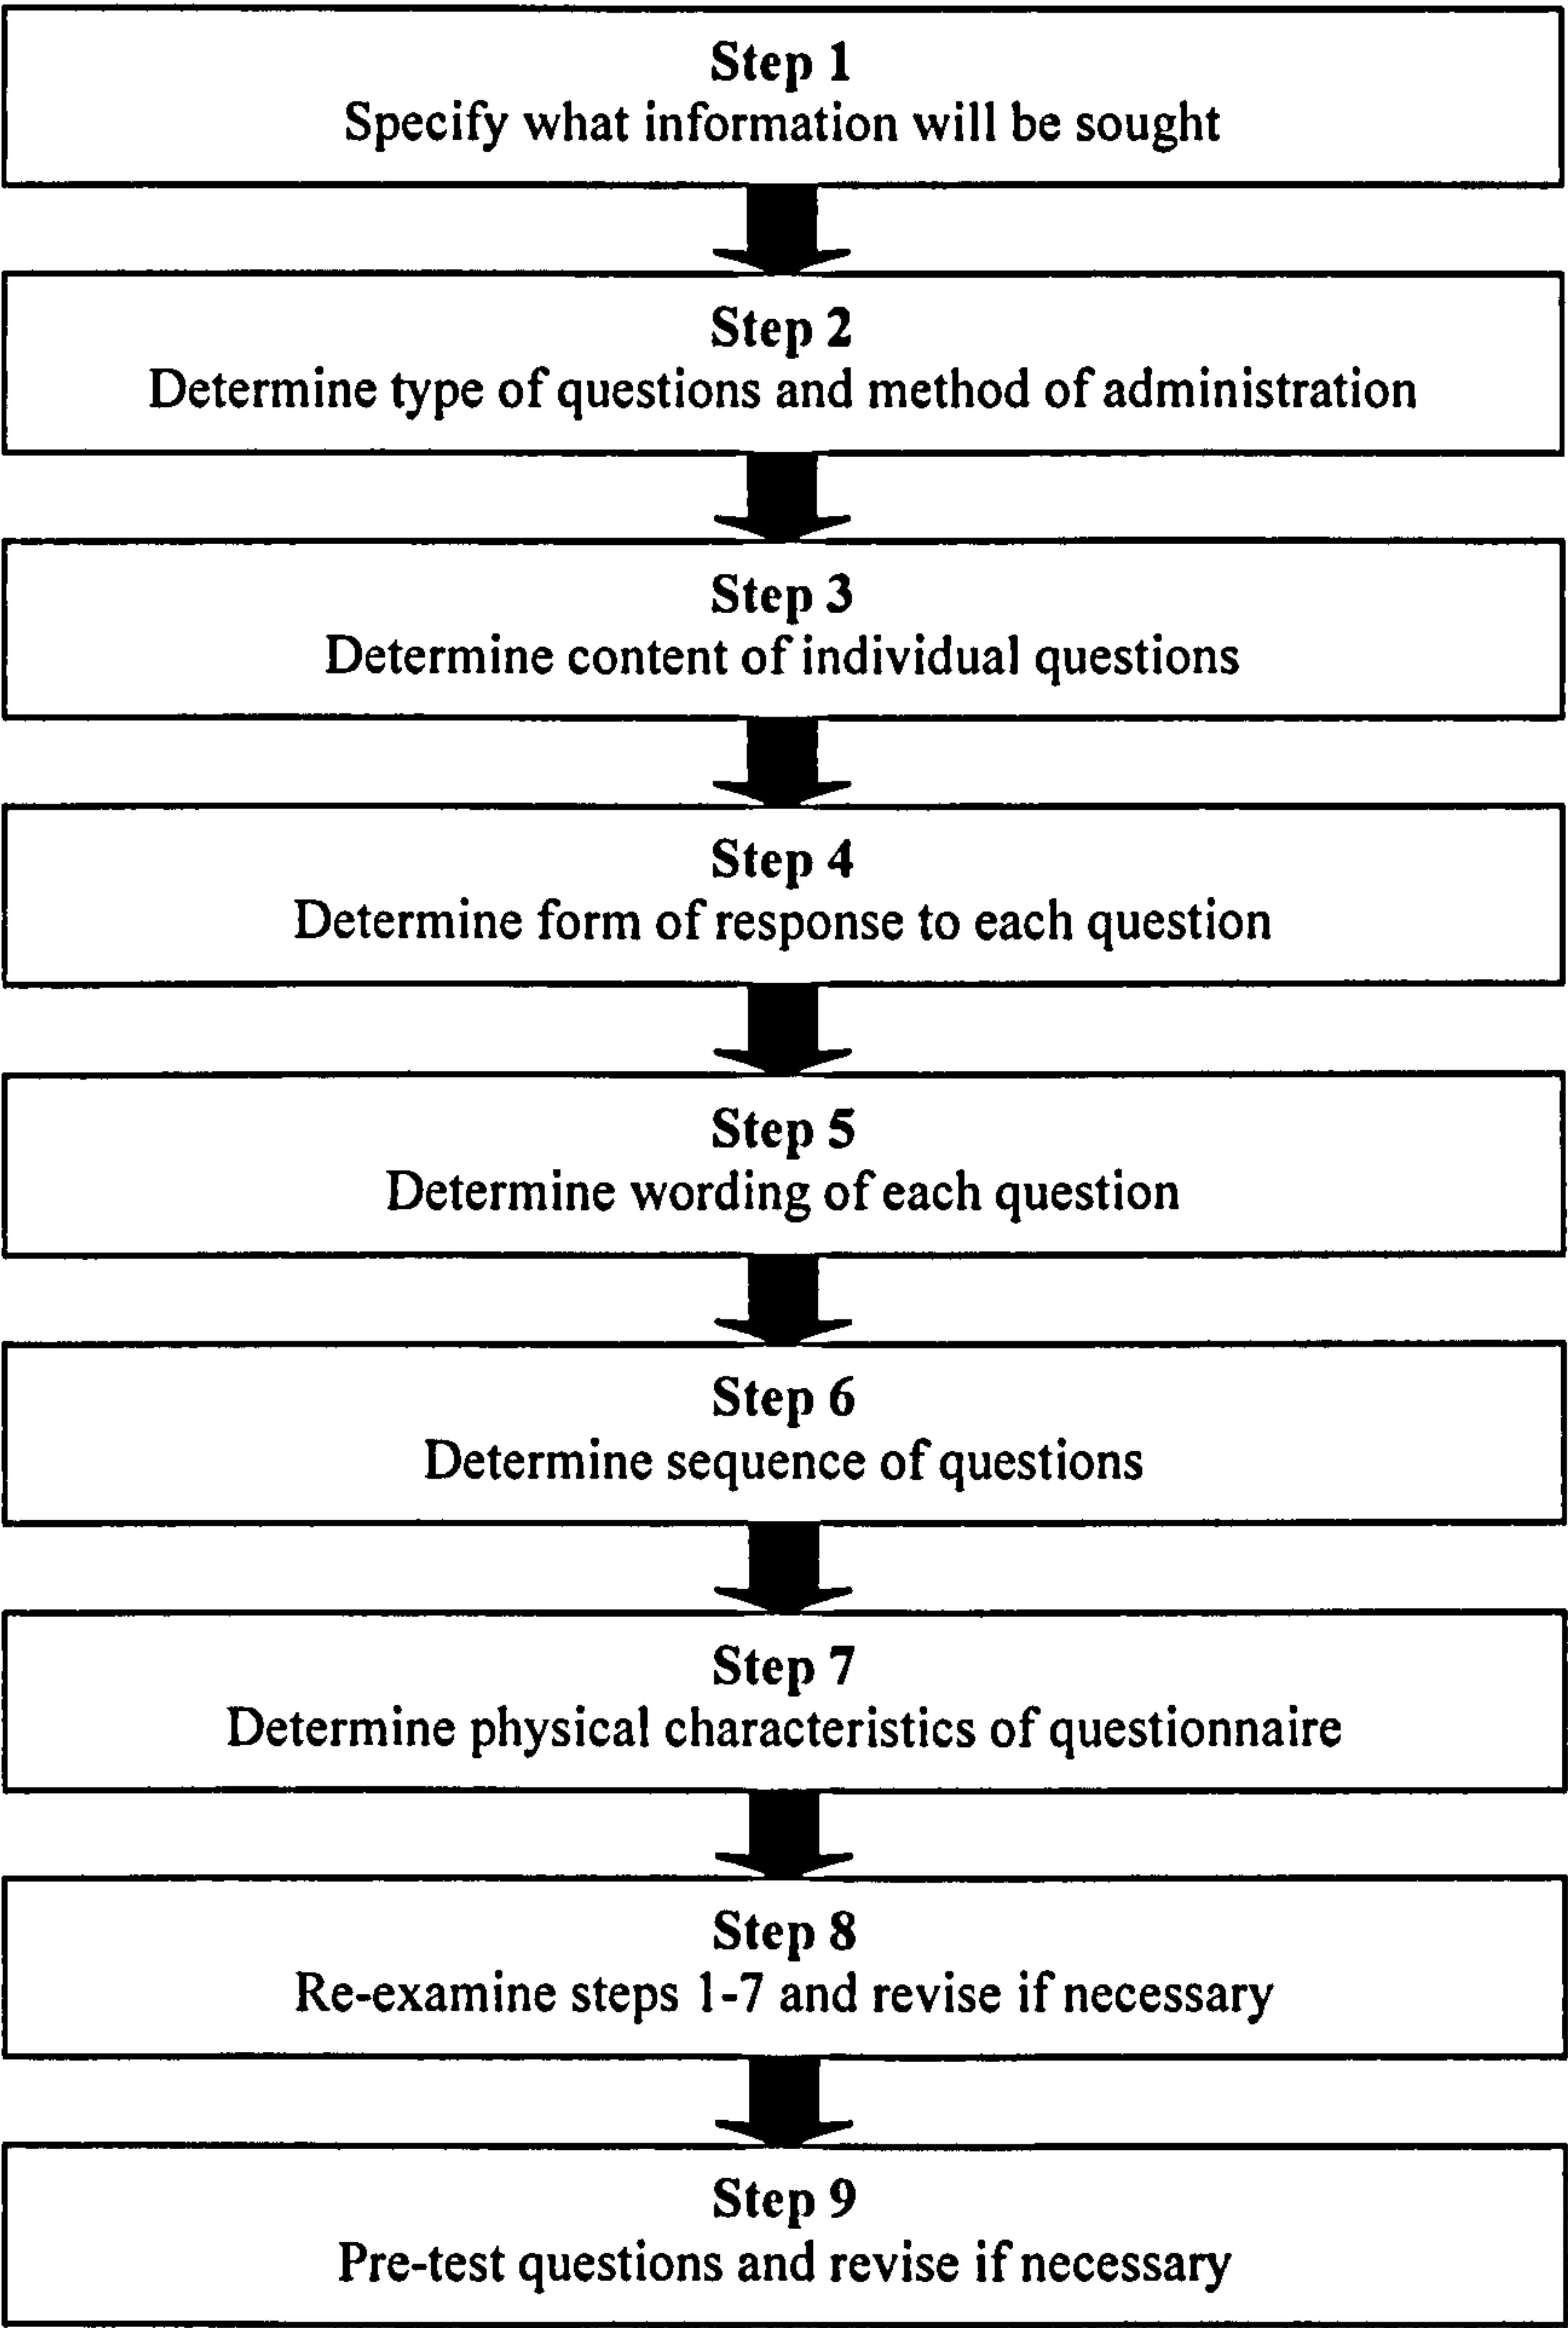 Step 1
Specify what information will be sought
Step 2
Determine type of questions and method of administration
Step 3
Determine content of individual questions
Step 4
Determine form of response to each question
Step 5
Determine wording of each question
Step 6
Determine sequence of questions
Step 7
Determine physical characteristics of questionnaire
Step 8
Re-examine steps 1-7 and revise if necessary
Step 9
Pre-test questions and revise if necessary